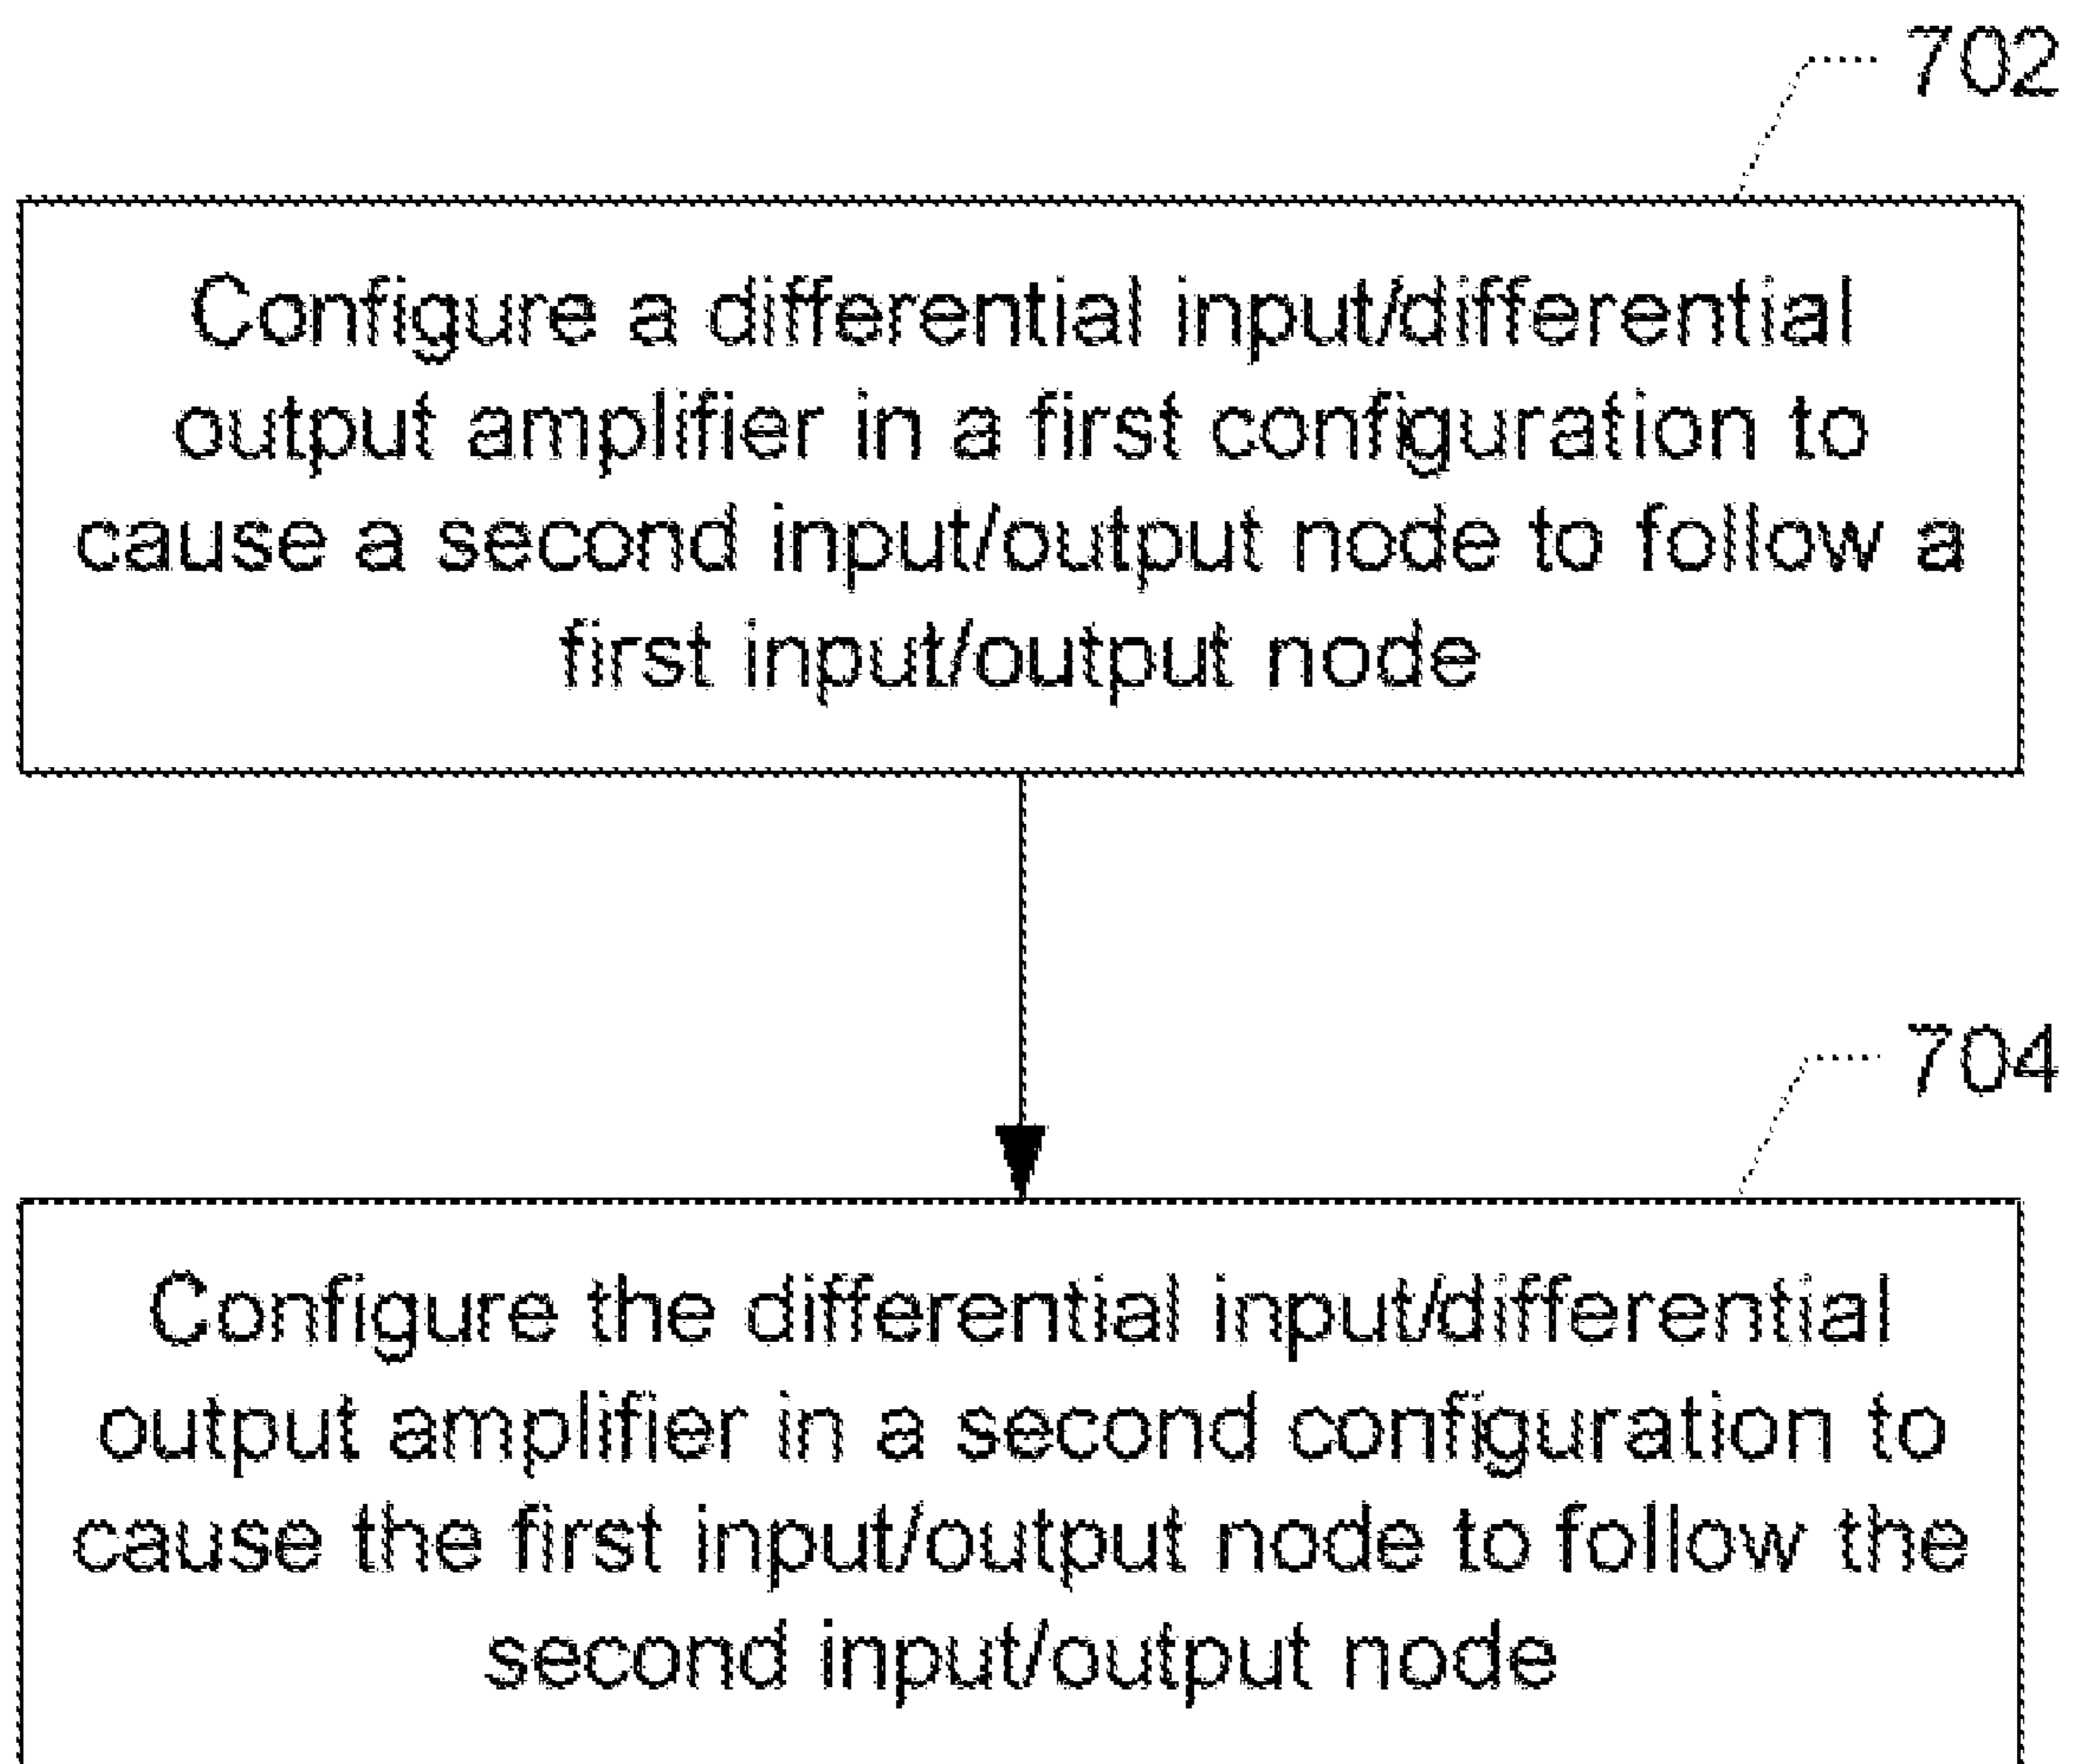 702
Configure a differential input/differential
output amplifier in a first configuration to
cause a second input/output node to follow a
first input/output node
704
Configure the differential input/differential
output amplifier in a second configuration to
cause the first input/output node to follow the
second input/output node